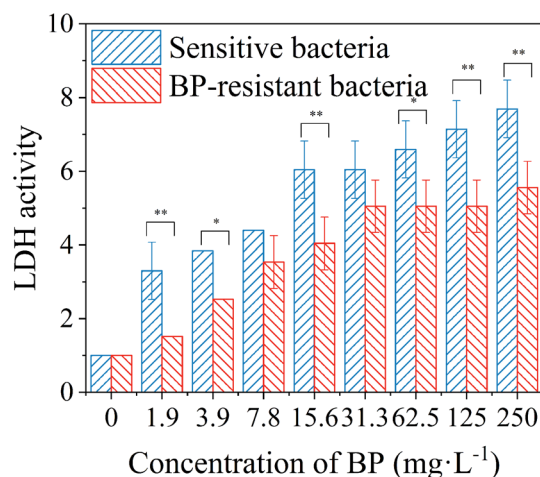 10
8
6
4
2
0
LDH activity
Sensitive bacteria
BP-resistant bacteria
** * ** * ** **
0 1.9 3.9 7.8 15.6 31.3 62.5 125 250
Concentration of BP (mg·L⁻¹)